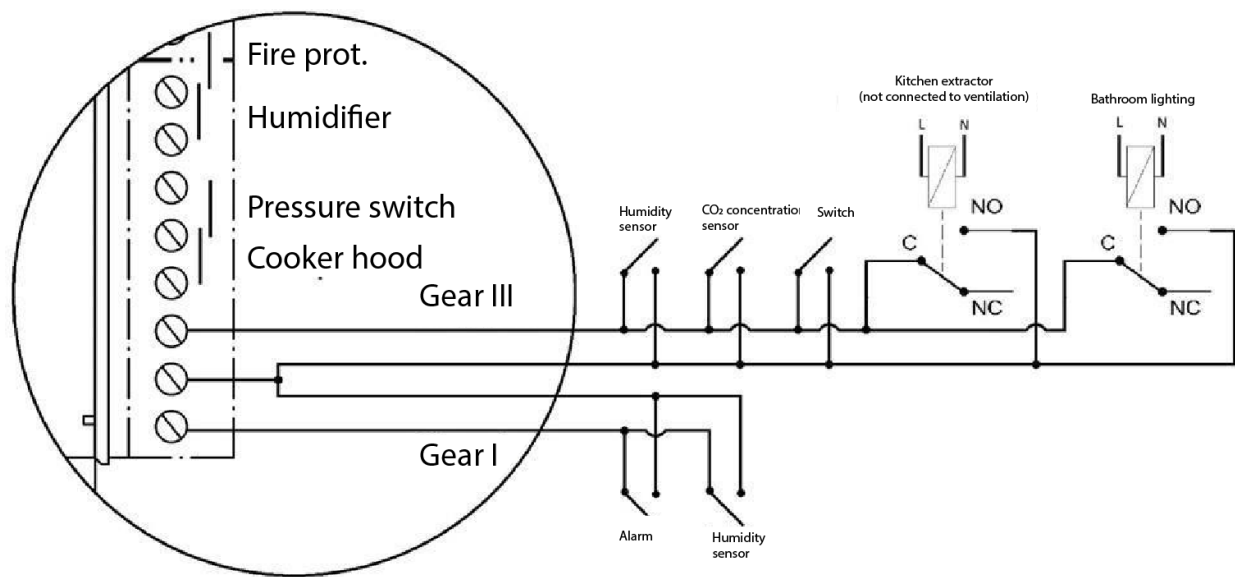 Fire prot.
Humidifier
Pressure switch
Cooker hood
Gear III
Gear I
Humidity
sensor
CO₂ concentration
sensor
Switch
Kitchen extractor
(not connected to ventilation)
L N
NO
C
NC
Bathroom lighting
L N
NO
C
NC
Alarm
Humidity
sensor